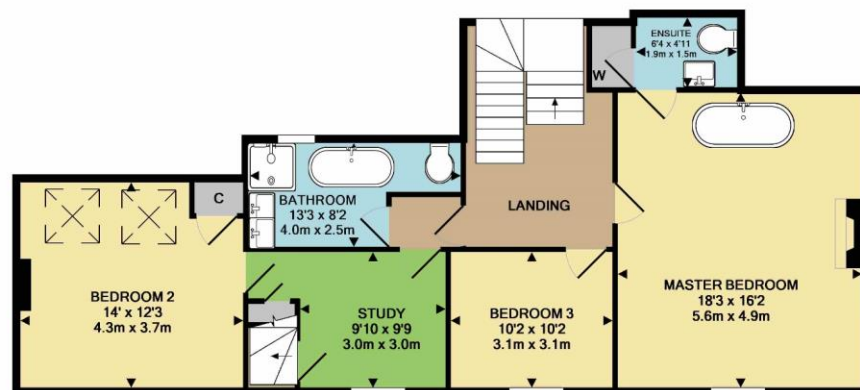 ENSUITE
6'4 x 4'11
1.9m x 1.5m
W
BATHROOM
13'3 x 8'2
4.0m x 2.5m
C
LANDING
BEDROOM 2
14' x 12'3
4.3m x 3.7m
STUDY
9'10 x 9'9
3.0m x 3.0m
BEDROOM 3
10'2 x 10'2
3.1m x 3.1m
MASTER BEDROOM
18'3 x 16'2
5.6m x 4.9m